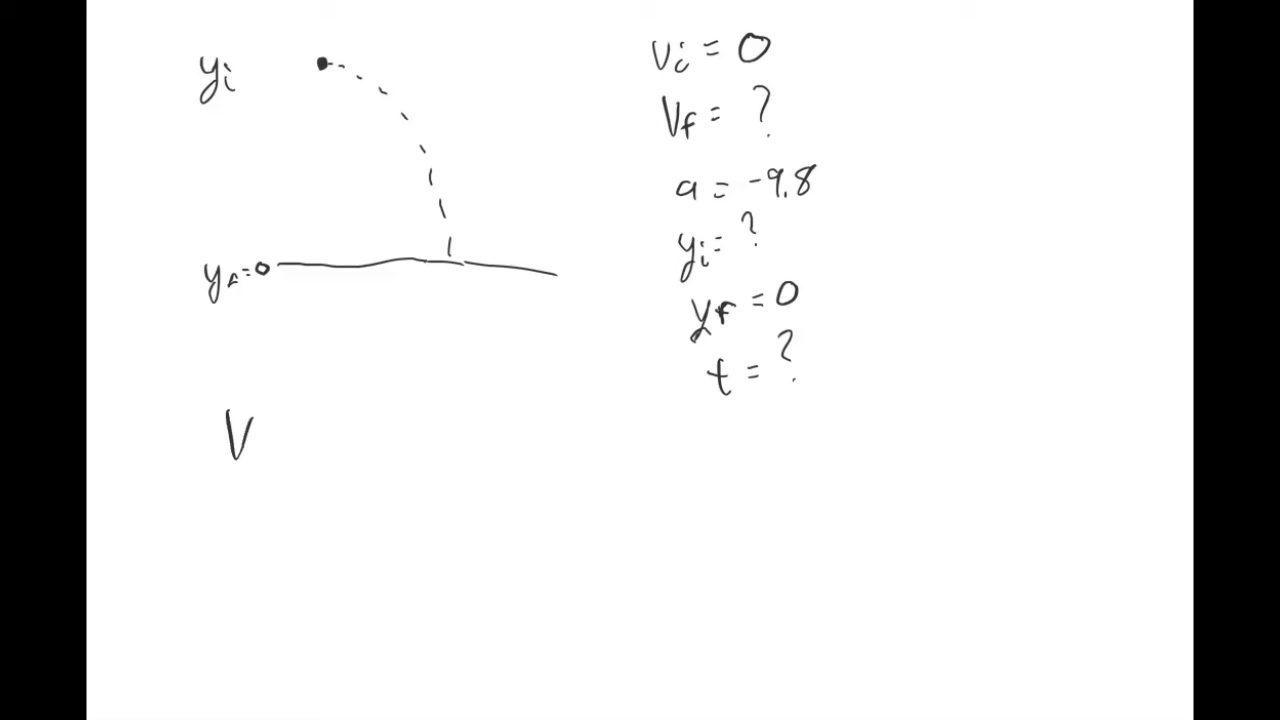 yi
yf=0
V
vi = 0
Vf = ?
a = -9.8
yi = ?
yf = 0
t = ?